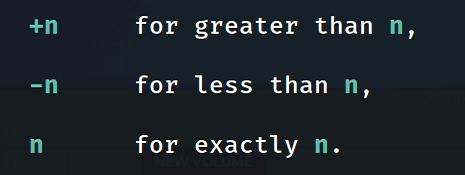 +n for greater than n,
-n for less than n,
n for exactly n.